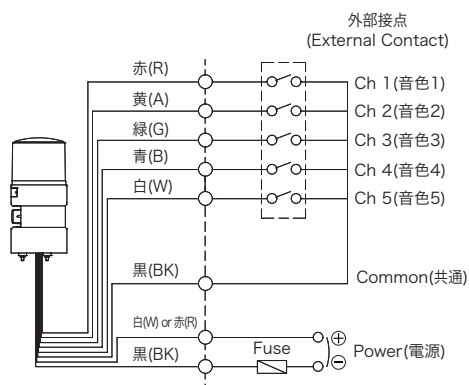 外部接点
(External Contact)
赤(R)
Ch 1(音色1)
黄(A)
Ch 2(音色2)
緑(G)
Ch 3(音色3)
青(B)
Ch 4(音色4)
白(W)
Ch 5(音色5)
黒(BK)
Common(共通)
白(W) or 赤(R)
⊕
Fuse
Power(電源)
黒(BK)
⊖